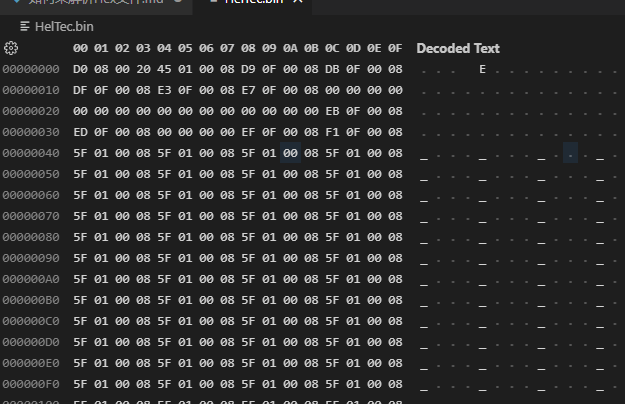 HelTec.bin
HelTec.bin
00 01 02 03 04 05 06 07 08 09 0A 0B 0C 0D 0E 0F Decoded Text
00000000 D0 08 00 20 45 01 00 08 D9 0F 00 08 DB 0F 00 08 . . . E . . . . . . . . . . .
00000010 DF 0F 00 08 E3 0F 00 08 E7 0F 00 08 00 00 00 00 . . . . . . . . . . . . . . . .
00000020 00 00 00 00 00 00 00 00 00 00 00 00 EB 0F 00 08 . . . . . . . . . . . . . . . .
00000030 ED 0F 00 08 00 00 00 00 EF 0F 00 08 F1 0F 00 08 . . . . . . . . . . . . . . . .
00000040 5F 01 00 08 5F 01 00 08 5F 01 00 08 5F 01 00 08 _ . . . _ . . . _ . . . _ . . .
00000050 5F 01 00 08 5F 01 00 08 5F 01 00 08 5F 01 00 08 _ . . . _ . . . _ . . . _ . . .
00000060 5F 01 00 08 5F 01 00 08 5F 01 00 08 5F 01 00 08 _ . . . _ . . . _ . . . _ . . .
00000070 5F 01 00 08 5F 01 00 08 5F 01 00 08 5F 01 00 08 _ . . . _ . . . _ . . . _ . . .
00000080 5F 01 00 08 5F 01 00 08 5F 01 00 08 5F 01 00 08 _ . . . _ . . . _ . . . _ . . .
00000090 5F 01 00 08 5F 01 00 08 5F 01 00 08 5F 01 00 08 _ . . . _ . . . _ . . . _ . . .
000000A0 5F 01 00 08 5F 01 00 08 5F 01 00 08 5F 01 00 08 _ . . . _ . . . _ . . . _ . . .
000000B0 5F 01 00 08 5F 01 00 08 5F 01 00 08 5F 01 00 08 _ . . . _ . . . _ . . . _ . . .
000000C0 5F 01 00 08 5F 01 00 08 5F 01 00 08 5F 01 00 08 _ . . . _ . . . _ . . . _ . . .
000000D0 5F 01 00 08 5F 01 00 08 5F 01 00 08 5F 01 00 08 _ . . . _ . . . _ . . . _ . . .
000000E0 5F 01 00 08 5F 01 00 08 5F 01 00 08 5F 01 00 08 _ . . . _ . . . _ . . . _ . . .
000000F0 5F 01 00 08 5F 01 00 08 5F 01 00 08 5F 01 00 08 _ . . . _ . . . _ . . . _ . . .